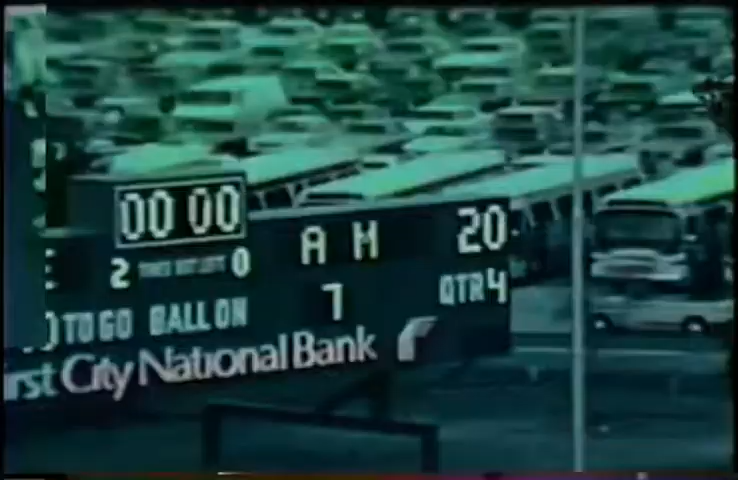 00 00
A M 20
2 TIMES OUT LEFT 0
TO GO BALL ON 7 QTR 4
rst City National Bank